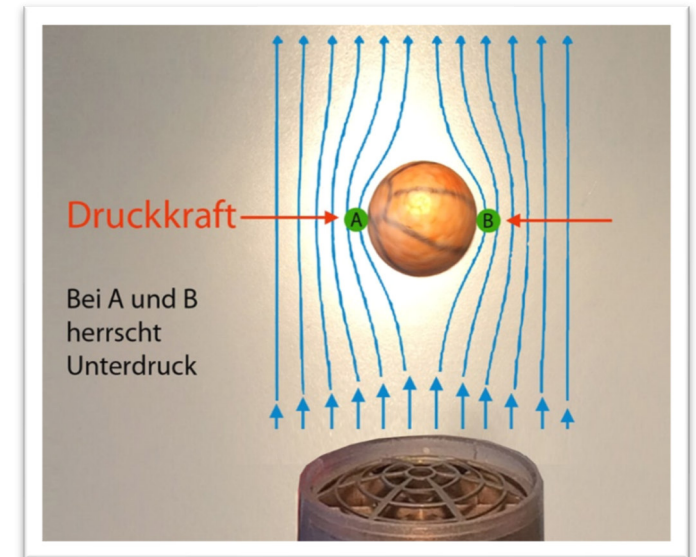 Druckkraft
A
B
Bei A und B
herrscht
Unterdruck